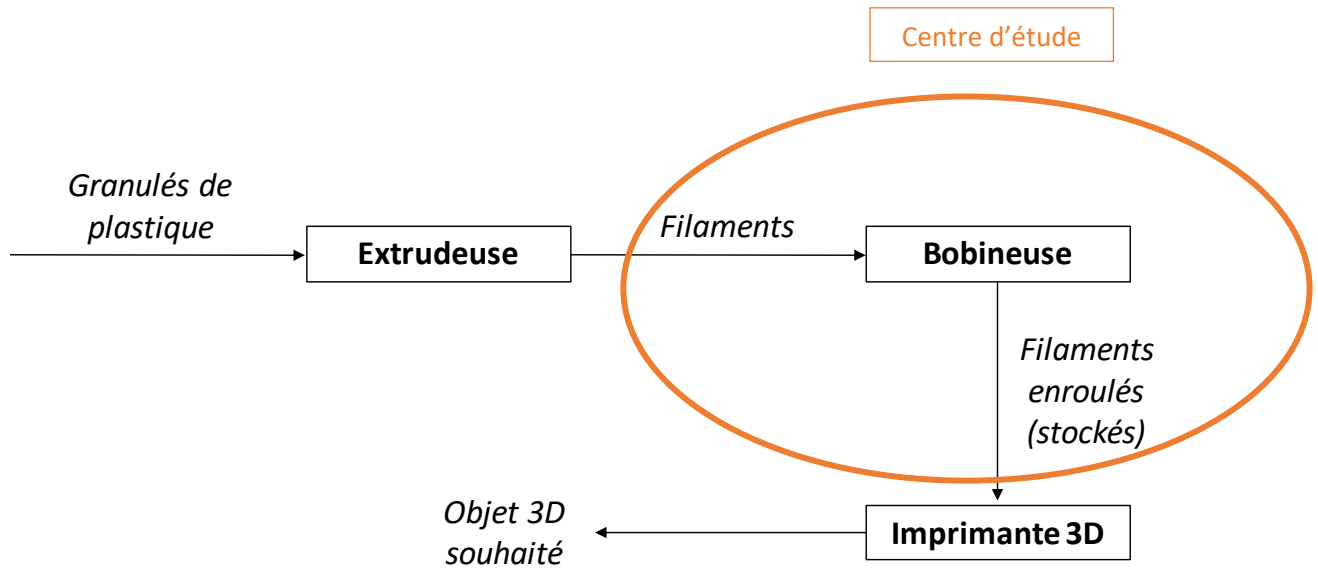 Centre d'étude
Granulés de
plastique
Extrudeuse
Filaments
Bobineuse
Filaments
enroulés
(stockés)
Objet 3D
souhaité
Imprimante 3D